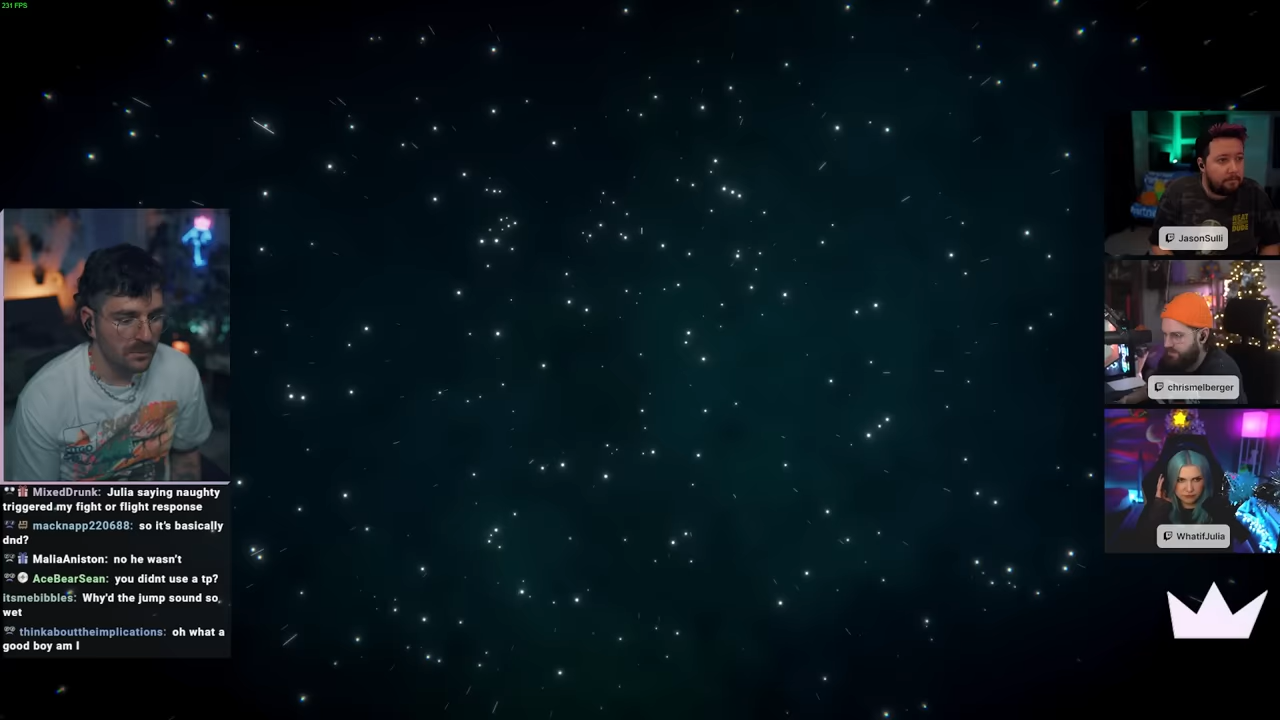 231 FPS
JasonSulli
chrismelberger
WhatifJulia
MixedDrunk: Julia saying naughty
triggered my fight or flight response
macknapp220688: so it's basically
dnd?
MaliaAniston: no he wasn't
AceBearSean: you didnt use a tp?
itsmebibbles: Why'd the jump sound so
wet
thinkabouttheimplications: oh what a
good boy am I